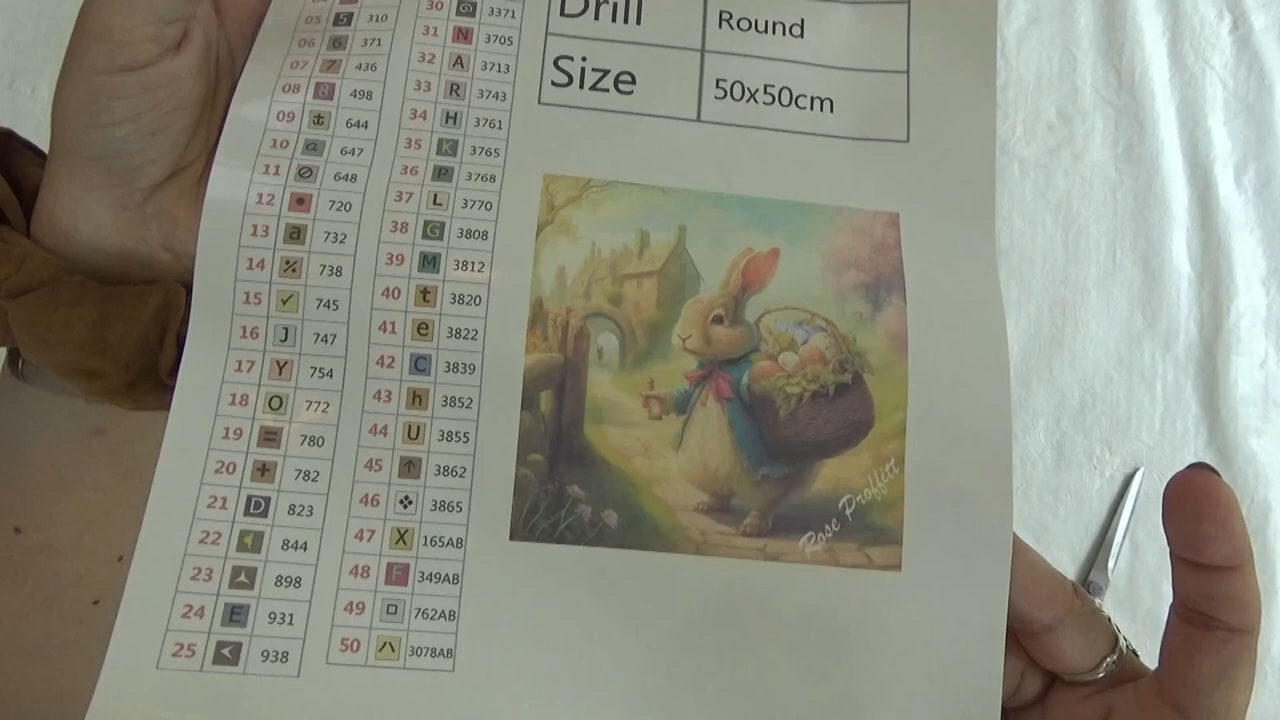 05 5 310
06 6 371
07 7 436
08 8 498
09 644
10 a 647
11 648
12 720
13 a 732
14 738
15 ✓ 745
16 J 747
17 Y 754
18 O 772
19 = 780
20 + 782
21 D 823
22 844
23 898
24 E 931
25 938
30 3371
31 N 3705
32 A 3713
33 R 3743
34 H 3761
35 K 3765
36 P 3768
37 L 3770
38 G 3808
39 M 3812
40 t 3820
41 e 3822
42 C 3839
43 h 3852
44 U 3855
45 ↑ 3862
46 ❖ 3865
47 X 165AB
48 F 349AB
49 762AB
50 3078AB
Drill Round
Size 50x50cm
Rose Proffitt